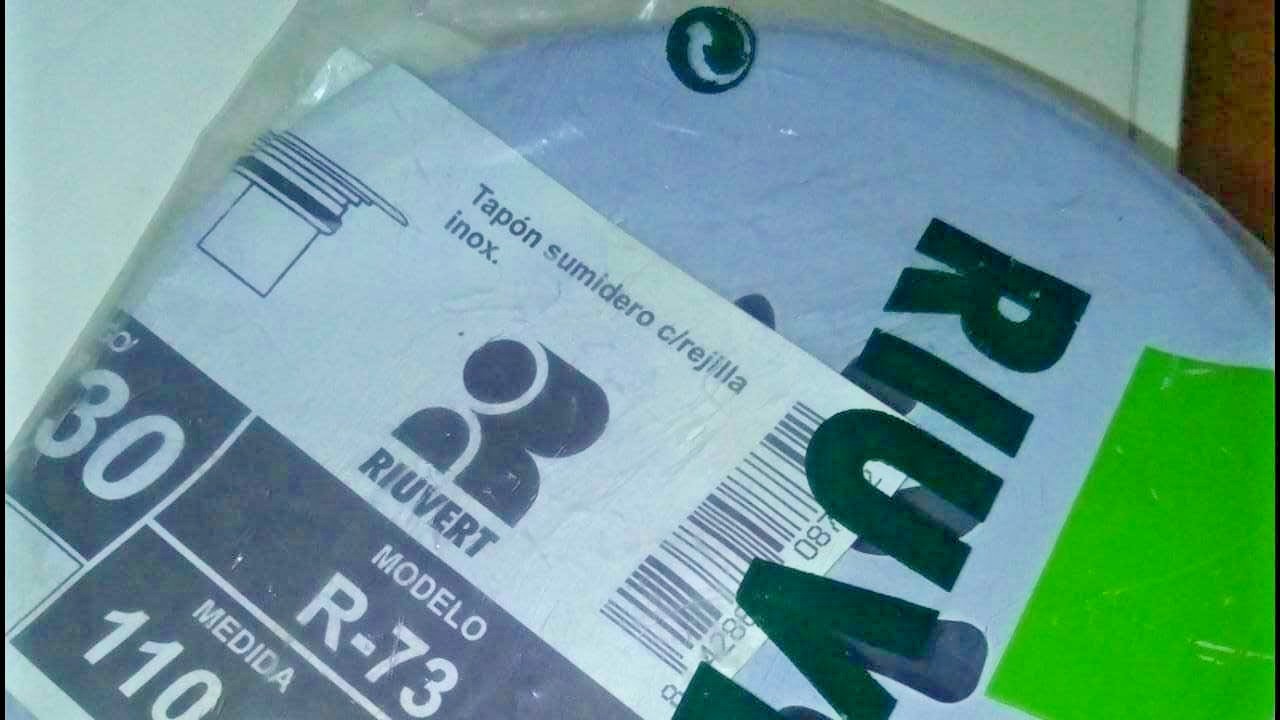 Tapón sumidero c/rejilla
inox.
RIUVERT
30
MODELO
R-73
MEDIDA
110
RIUV